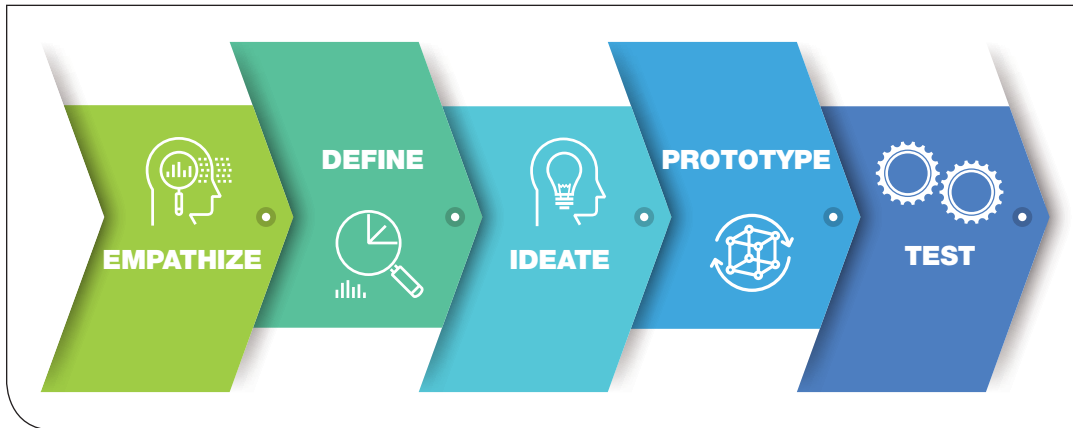 EMPATHIZE
DEFINE
IDEATE
PROTOTYPE
TEST